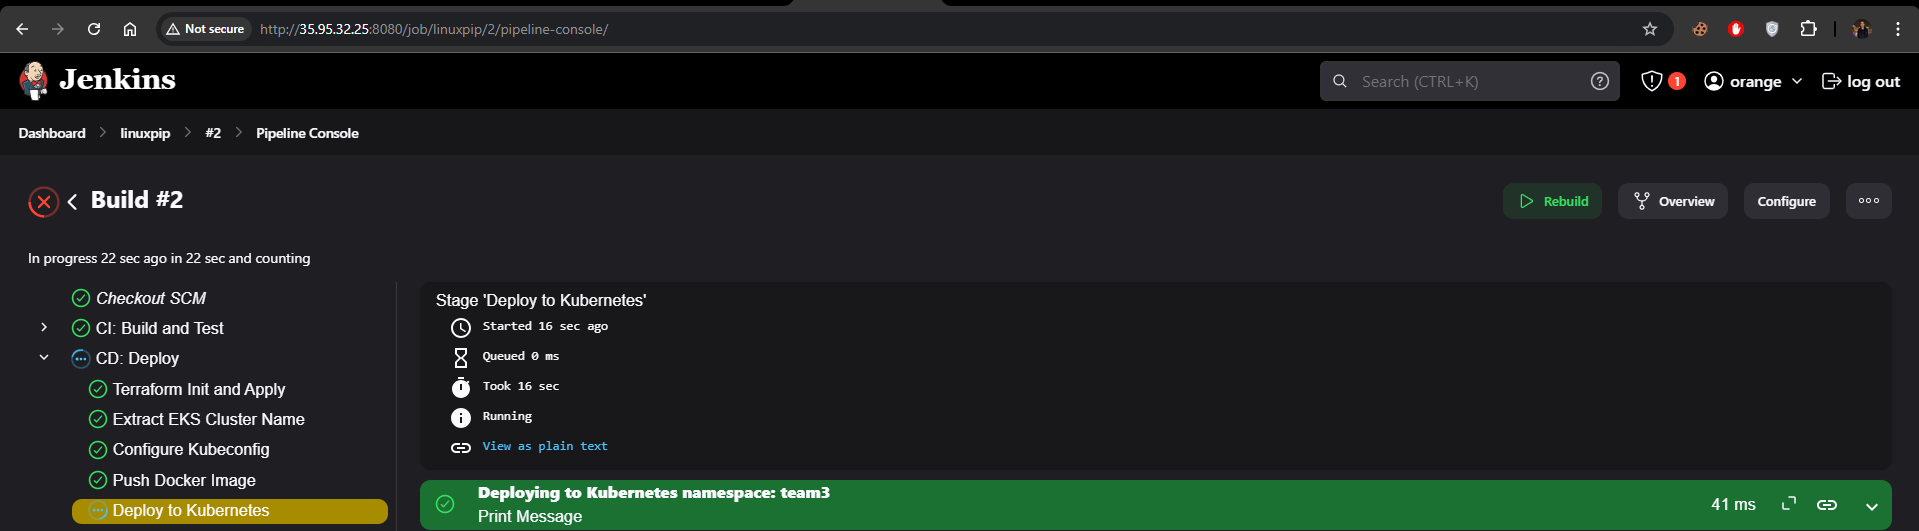 Not secure http://35.95.32.25:8080/job/linuxpip/2/pipeline-console/
Jenkins
Search (CTRL+K)
1
orange
log out
Dashboard
linuxpip
#2
Pipeline Console
Build #2
Rebuild
Overview
Configure
In progress 22 sec ago in 22 sec and counting
Checkout SCM
CI: Build and Test
CD: Deploy
Terraform Init and Apply
Extract EKS Cluster Name
Configure Kubeconfig
Push Docker Image
Deploy to Kubernetes
Stage 'Deploy to Kubernetes'
Started 16 sec ago
Queued 0 ms
Took 16 sec
Running
View as plain text
Deploying to Kubernetes namespace: team3
Print Message
41 ms